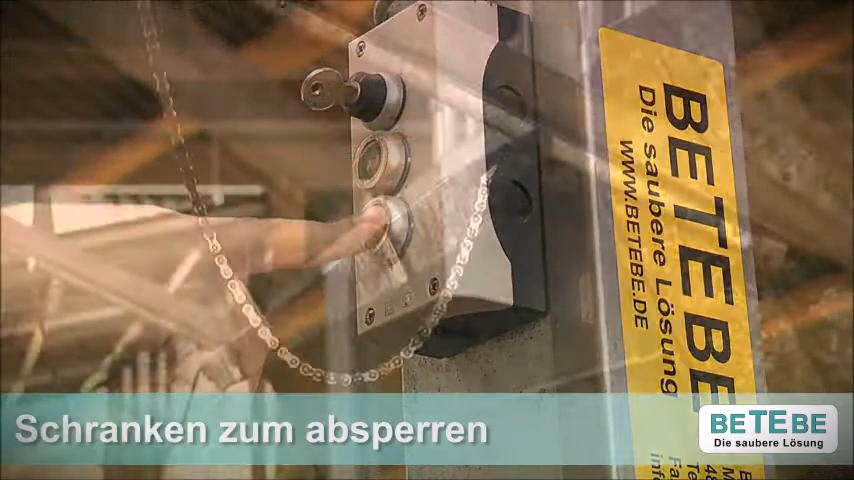 BETEBE
Die saubere Lösung
www.BETEBE.DE
Schranken zum absperren
BETEBE
Die saubere Lösung